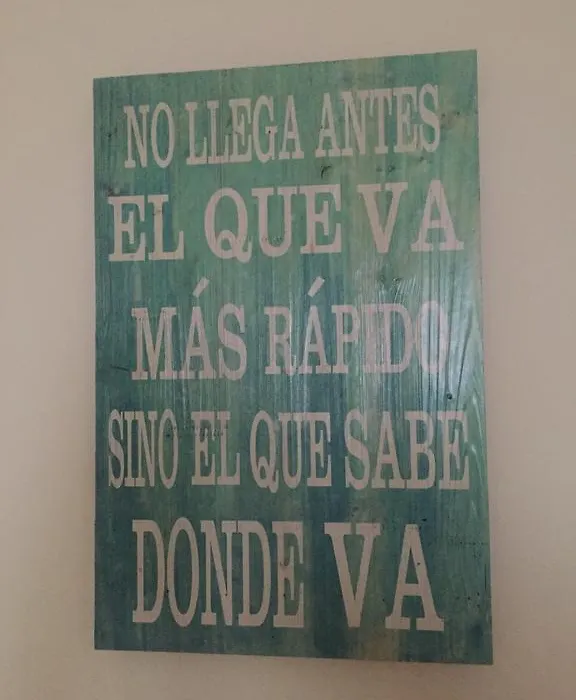 NO LLEGA ANTES
EL QUE VA
MÁS RÁPIDO
SINO EL QUE SABE
DONDE VA